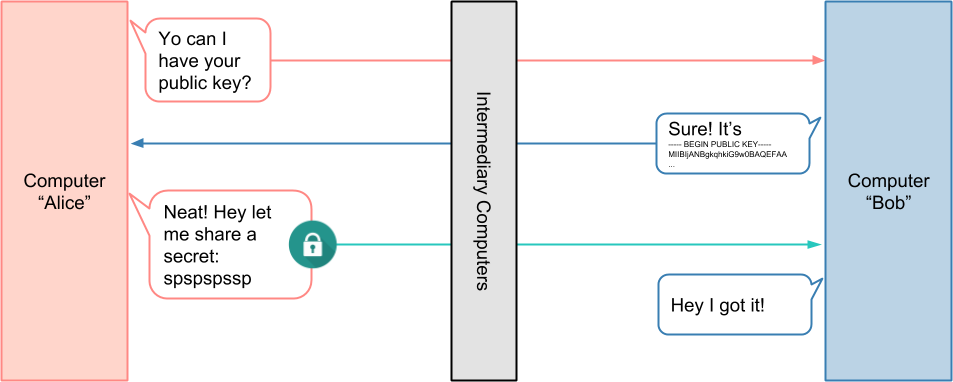 Yo can I
have your
public key?
Sure! It’s
----- BEGIN PUBLIC KEY-----
MIIBIjANBgkqhkiG9w0BAQEFAA
...
Computer
“Alice”
Intermediary Computers
Computer
“Bob”
Neat! Hey let
me share a
secret:
spspspssp
Hey I got it!